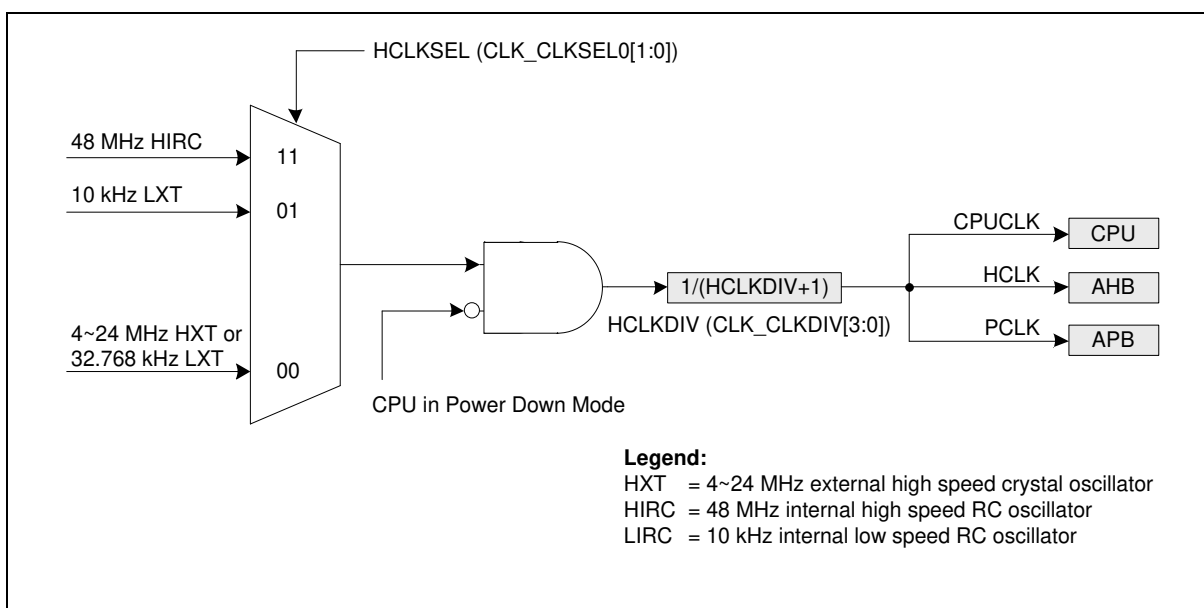 HCLKSEL (CLK_CLKSEL0[1:0])
48 MHz HIRC
11
10 kHz LXT
01
4~24 MHz HXT or
32.768 kHz LXT
00
CPU in Power Down Mode
1/(HCLKDIV+1)
HCLKDIV (CLK_CLKDIV[3:0])
CPUCLK
CPU
HCLK
AHB
PCLK
APB
Legend:
HXT = 4~24 MHz external high speed crystal oscillator
HIRC = 48 MHz internal high speed RC oscillator
LIRC = 10 kHz internal low speed RC oscillator